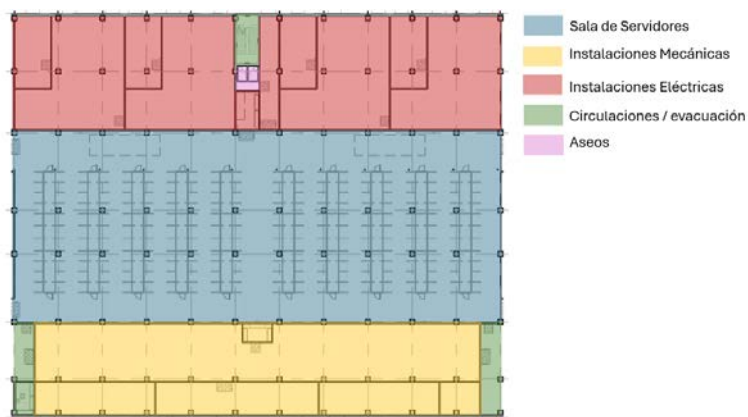 Sala de Servidores
Instalaciones Mecánicas
Instalaciones Eléctricas
Circulaciones / evacuación
Aseos